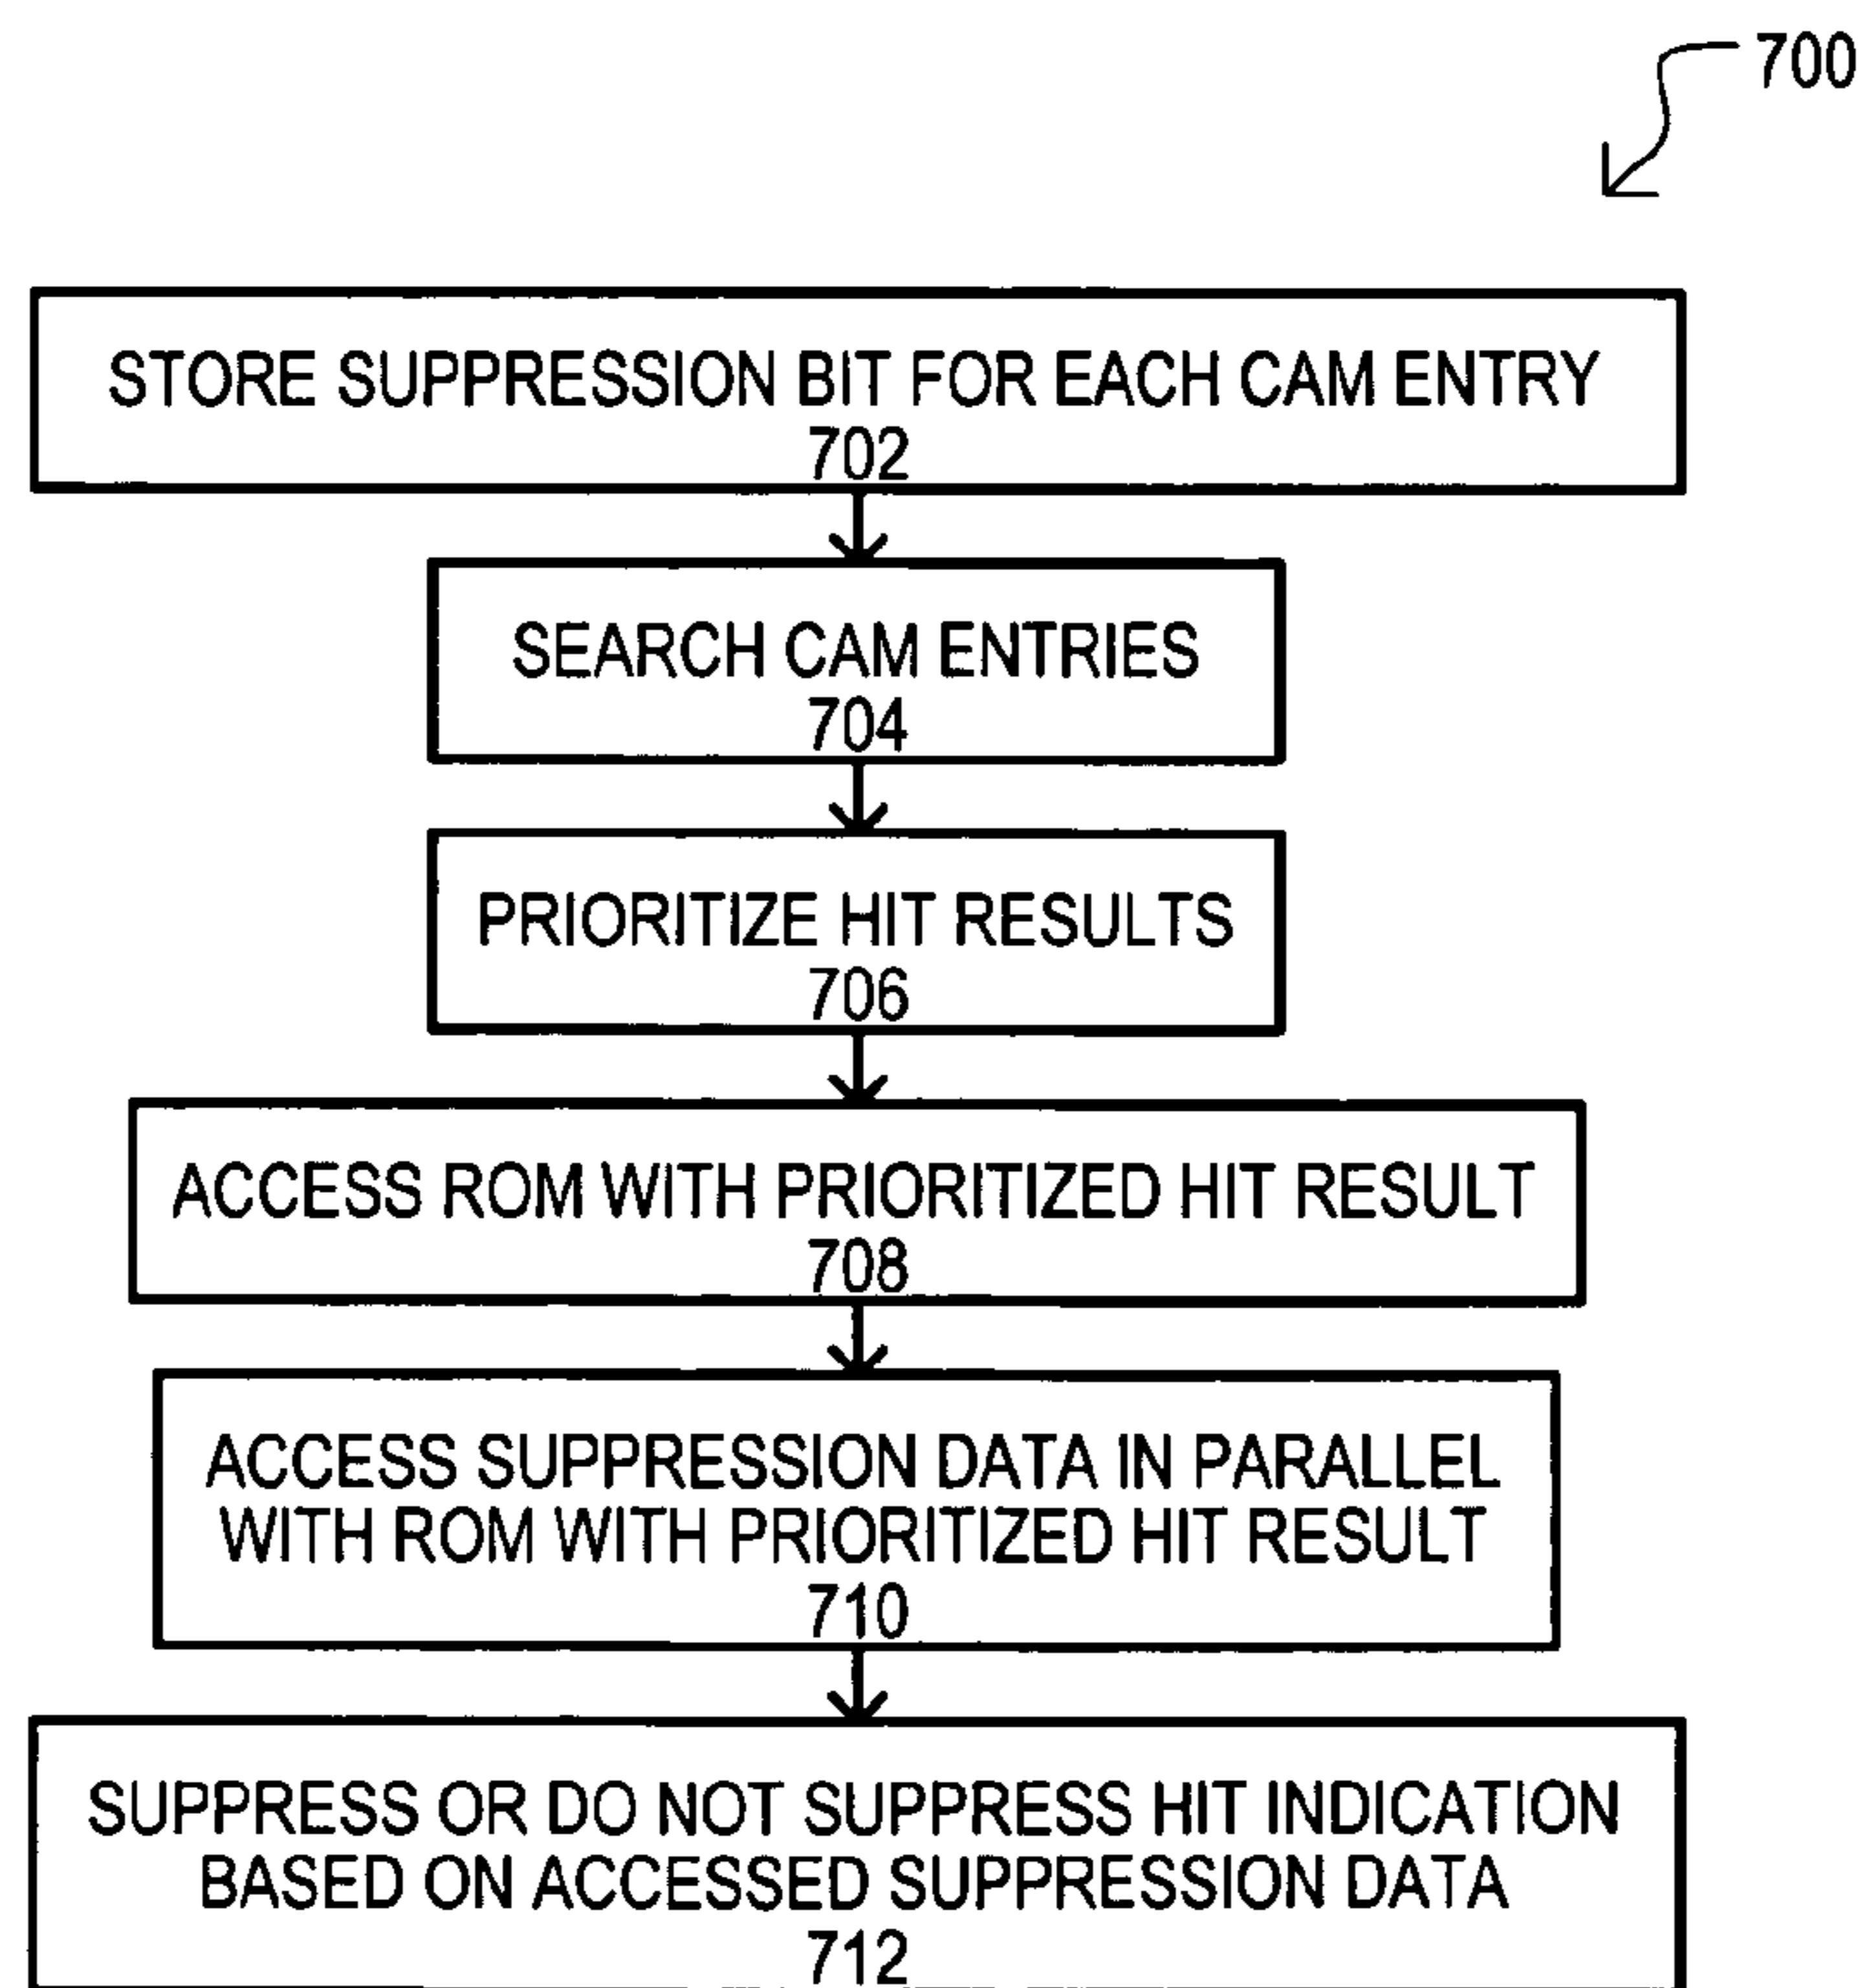 700
STORE SUPPRESSION BIT FOR EACH CAM ENTRY
702
SEARCH CAM ENTRIES
704
PRIORITIZE HIT RESULTS
706
ACCESS ROM WITH PRIORITIZED HIT RESULT
708
ACCESS SUPPRESSION DATA IN PARALLEL
WITH ROM WITH PRIORITIZED HIT RESULT
710
SUPPRESS OR DO NOT SUPPRESS HIT INDICATION
BASED ON ACCESSED SUPPRESSION DATA
712